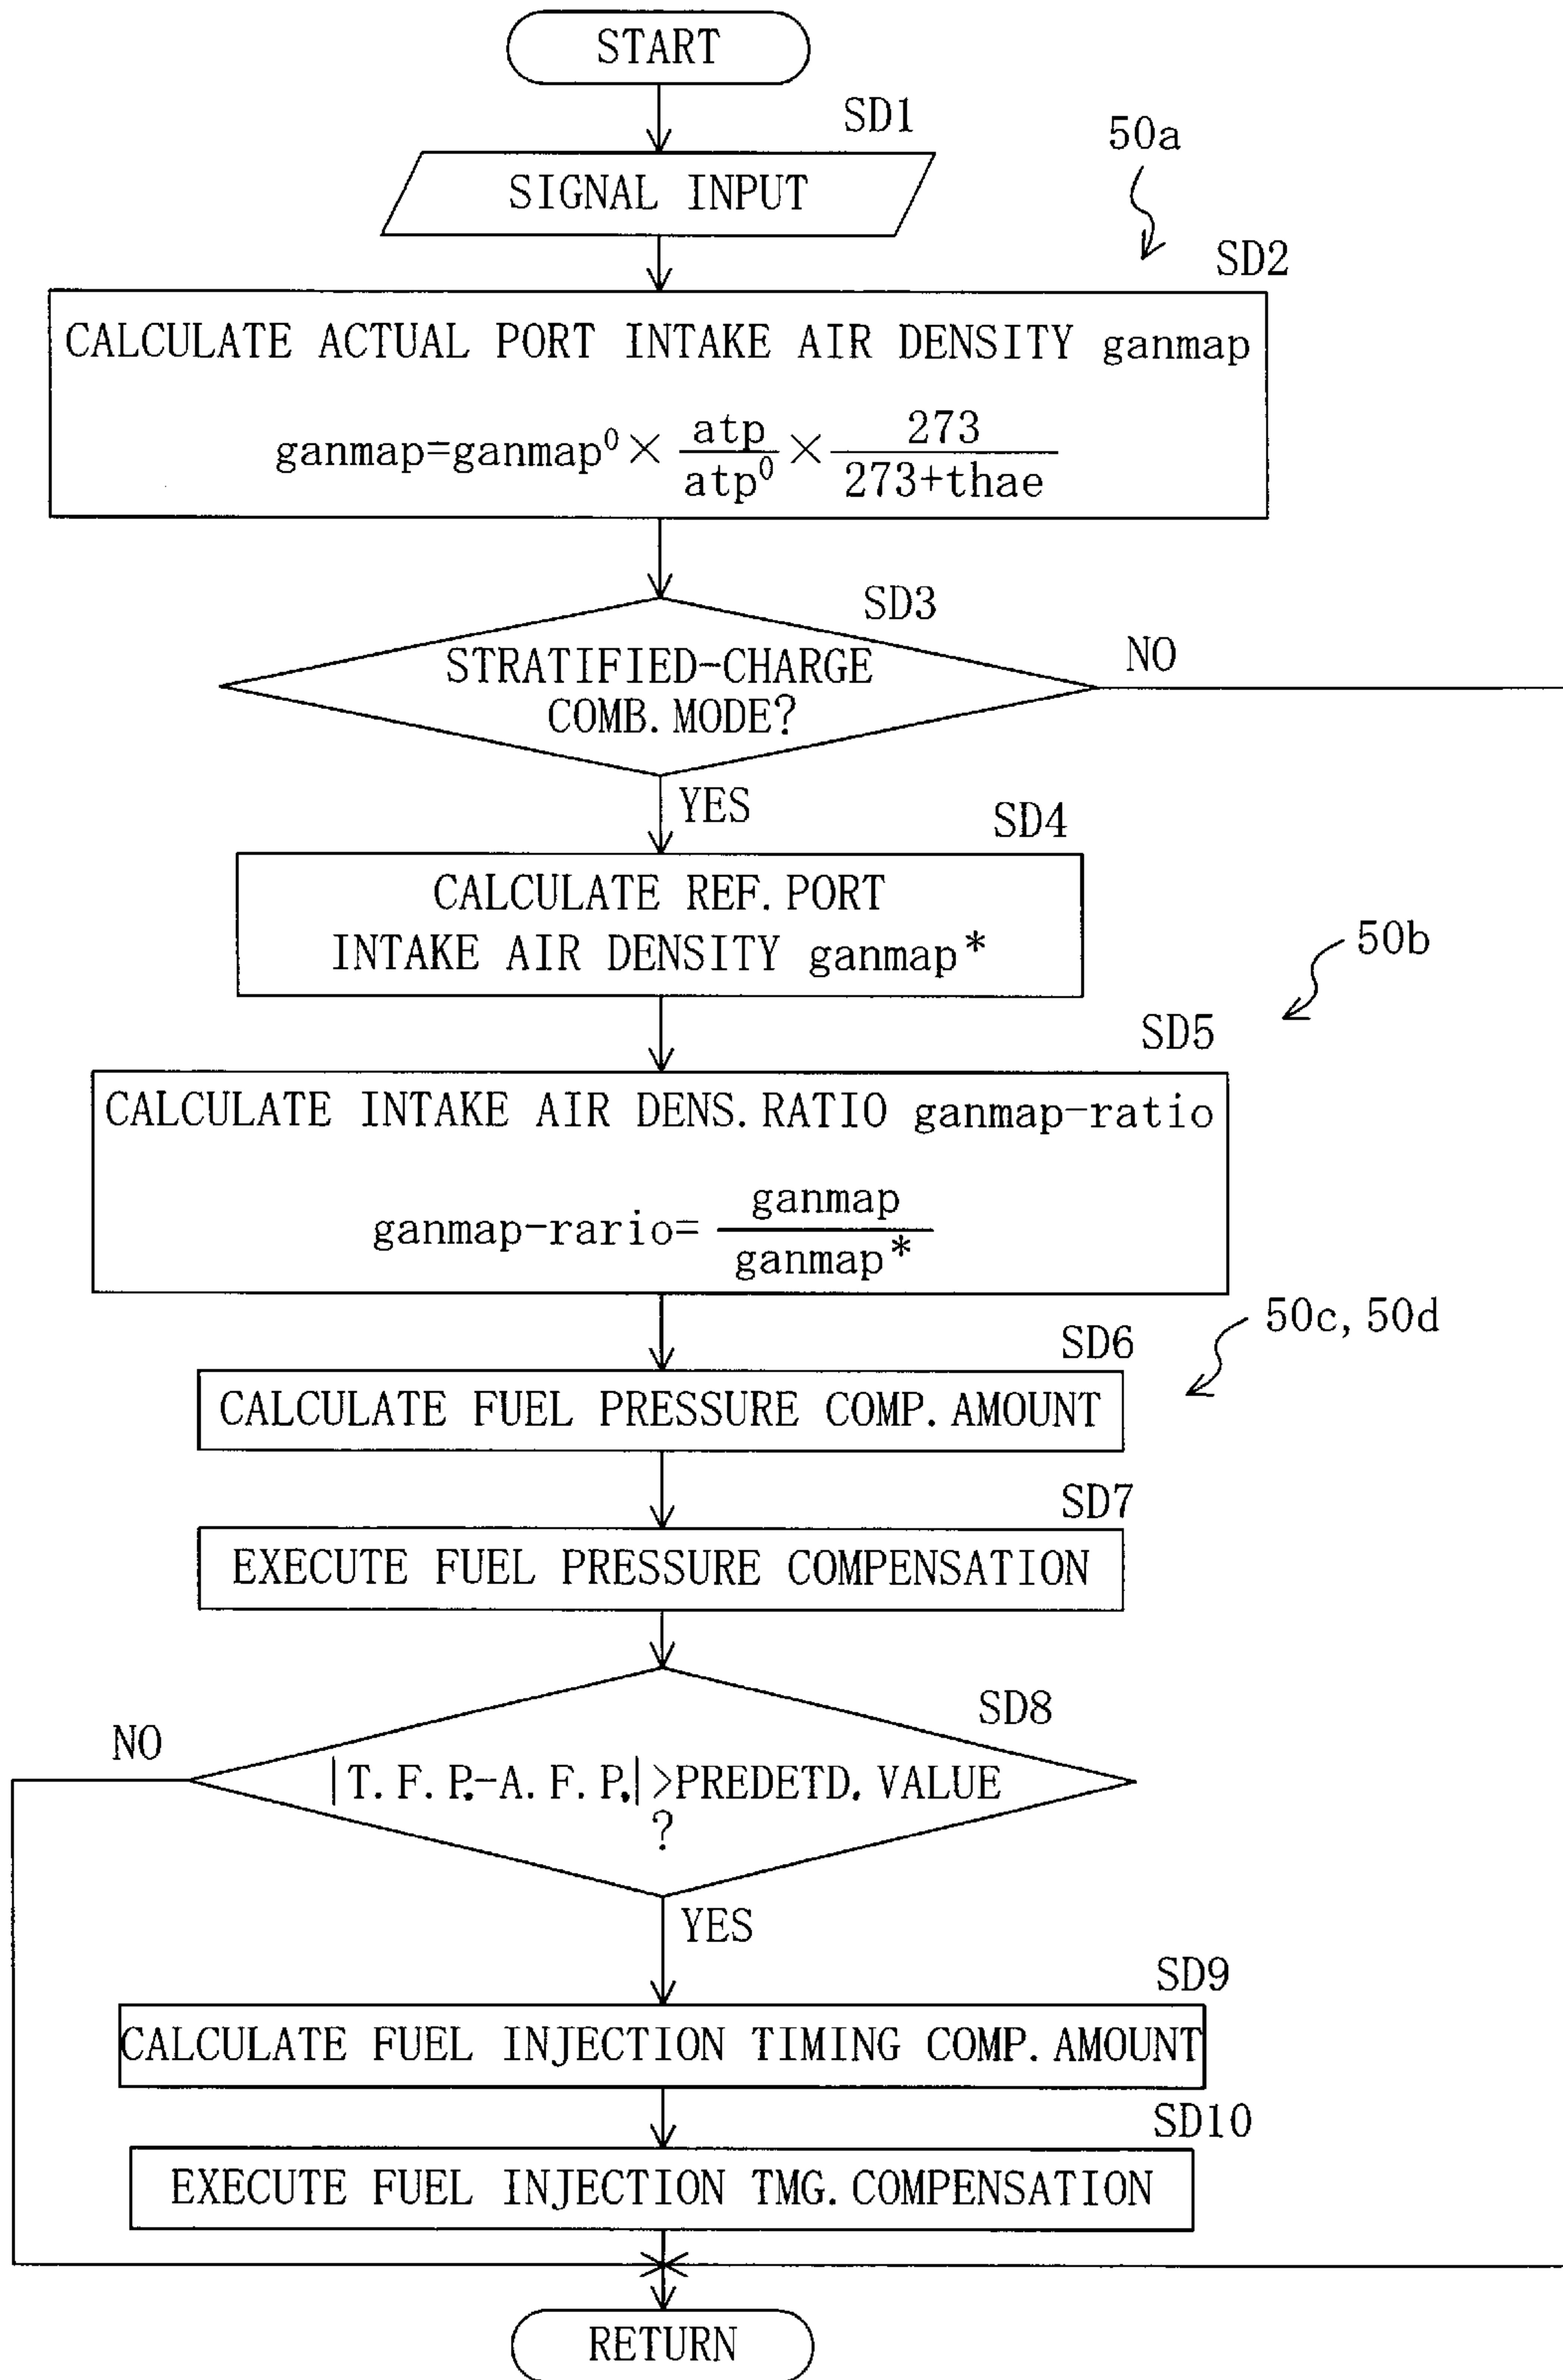 START
SD1
SIGNAL INPUT
50a
SD2
CALCULATE ACTUAL PORT INTAKE AIR DENSITY ganmap
ganmap=ganmap⁰ × atp/atp⁰ × 273/273+thae
SD3
STRATIFIED-CHARGE
COMB.MODE?
NO
YES
SD4
CALCULATE REF.PORT
INTAKE AIR DENSITY ganmap*
50b
SD5
CALCULATE INTAKE AIR DENS.RATIO ganmap-ratio
ganmap-rario= ganmap/ganmap*
50c, 50d
SD6
CALCULATE FUEL PRESSURE COMP.AMOUNT
SD7
EXECUTE FUEL PRESSURE COMPENSATION
SD8
NO
|T.F.P.-A.F.P.|>PREDETD.VALUE
?
YES
SD9
CALCULATE FUEL INJECTION TIMING COMP.AMOUNT
SD10
EXECUTE FUEL INJECTION TMG.COMPENSATION
RETURN